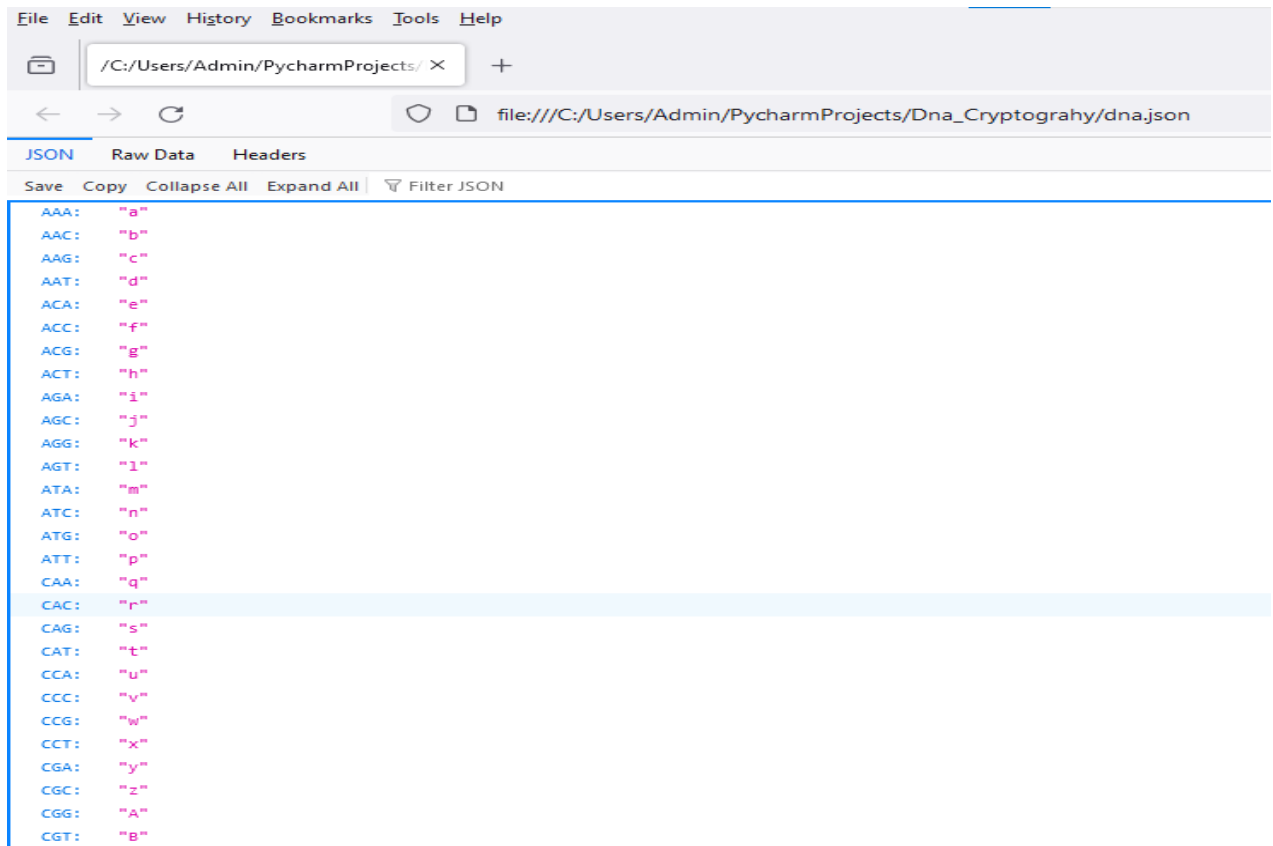 File Edit View History Bookmarks Tools Help
/C:/Users/Admin/PycharmProjects/
file:///C:/Users/Admin/PycharmProjects/Dna_Cryptograhy/dna.json
JSON Raw Data Headers
Save Copy Collapse All Expand All Filter JSON
AAA: "a"
AAC: "b"
AAG: "c"
AAT: "d"
ACA: "e"
ACC: "f"
ACG: "g"
ACT: "h"
AGA: "i"
AGC: "j"
AGG: "k"
AGT: "l"
ATA: "m"
ATC: "n"
ATG: "o"
ATT: "p"
CAA: "q"
CAC: "r"
CAG: "s"
CAT: "t"
CCA: "u"
CCC: "v"
CCG: "w"
CCT: "x"
CGA: "y"
CGC: "z"
CGG: "A"
CGT: "B"